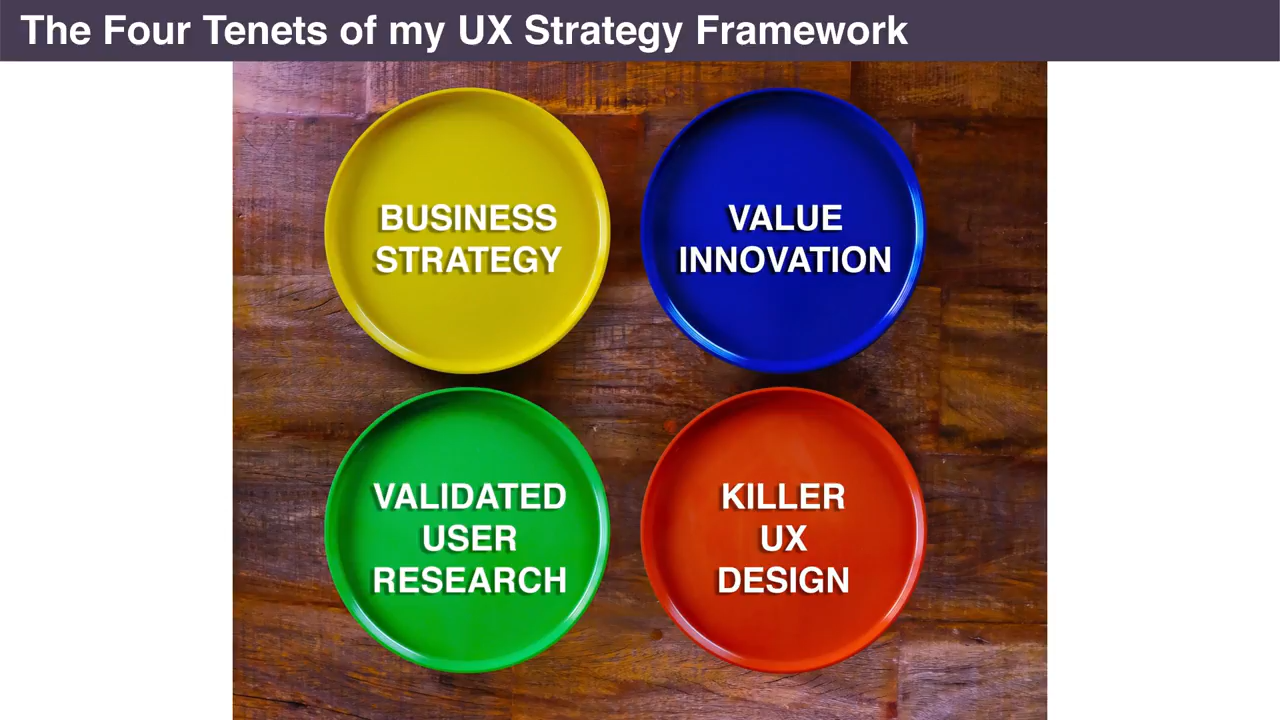 The Four Tenets of my UX Strategy Framework
BUSINESS
STRATEGY
VALUE
INNOVATION
VALIDATED
USER
RESEARCH
KILLER
UX
DESIGN